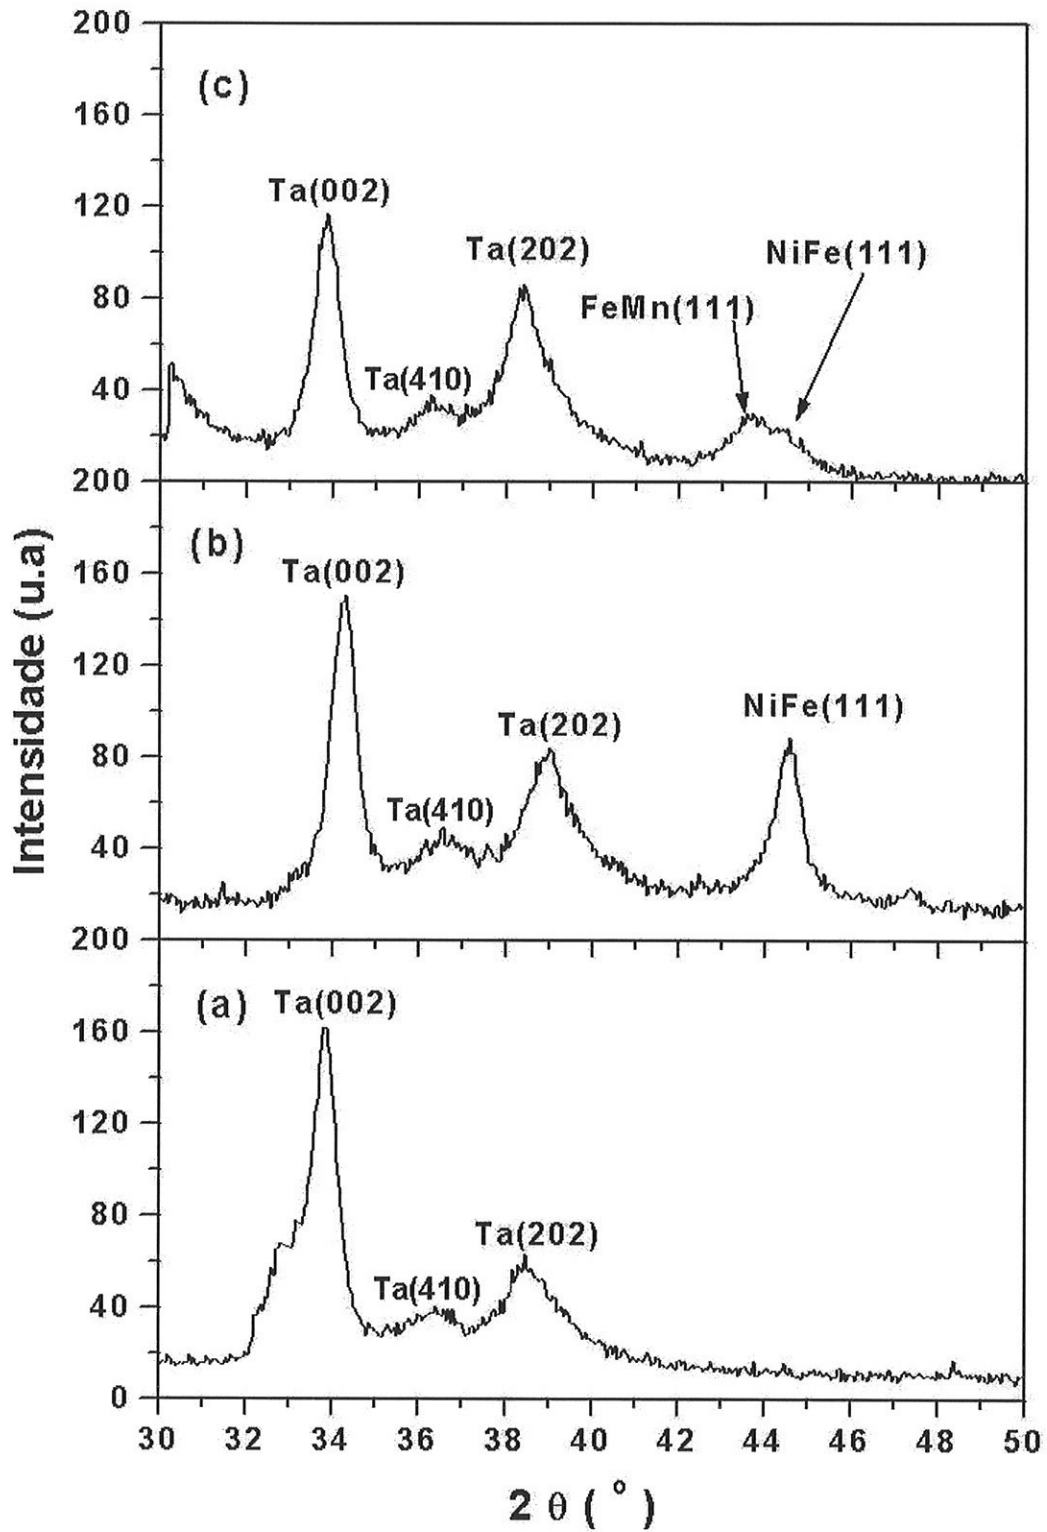 200
(c)
160
Ta(002)
120
Ta(202)
NiFe(111)
FeMn(111)
80
Ta(410)
40
200
(b)
Ta(002)
160
120
NiFe(111)
Ta(202)
80
Ta(410)
40
200
(a)
Ta(002)
160
120
80
Ta(202)
Ta(410)
40
0
30 32 34 36 38 40 42 44 46 48 50
2 θ ( ° )
Intensidade (u.a)